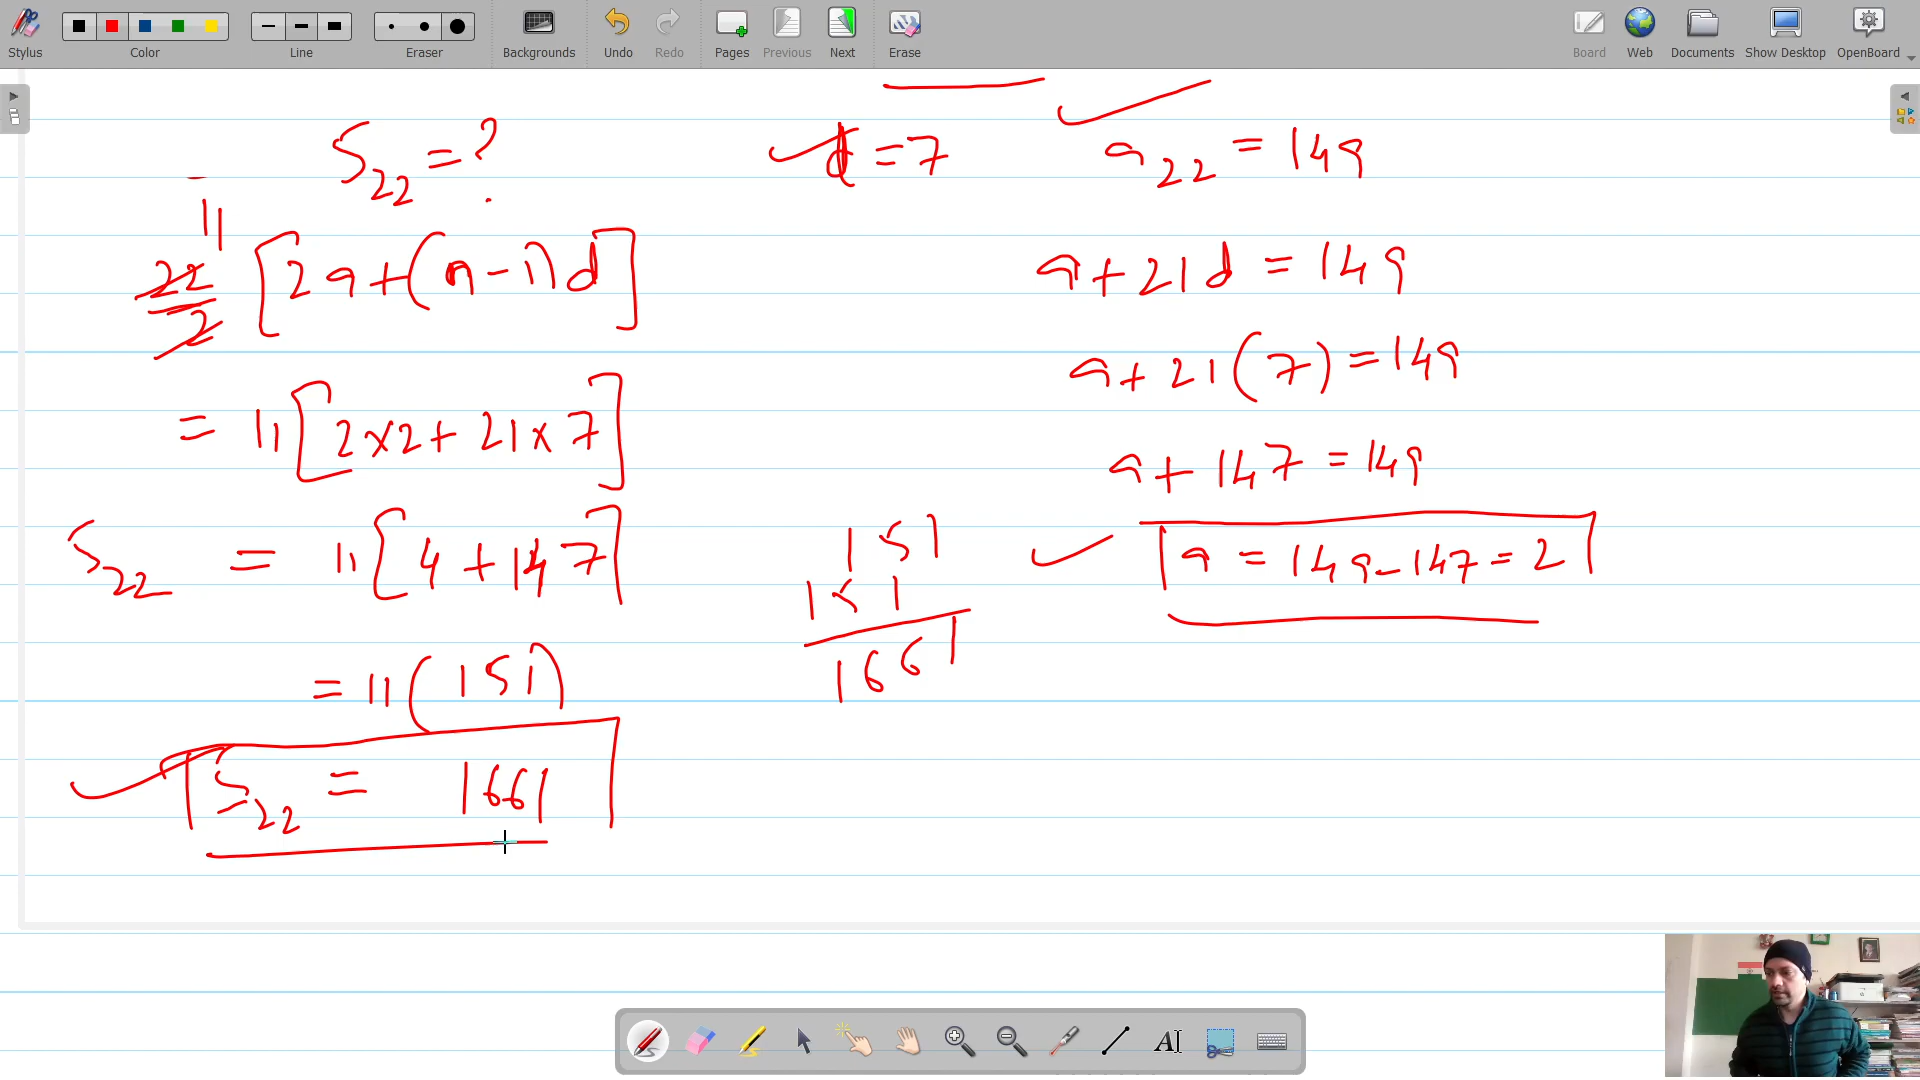 Stylus Color Line Eraser Backgrounds Undo Redo Pages Previous Next Erase Board Web Documents Show Desktop OpenBoard
S22 = ?
11
22/2 [2a+(n-1)d]
= 11[2×2+21×7]
S22 = 11[4+147]
= 11(151)
S22 = 1661
151
151
1661
d = 7
a22 = 149
a+21d = 149
a+21(7) = 149
a+147 = 149
a = 149-147 = 2